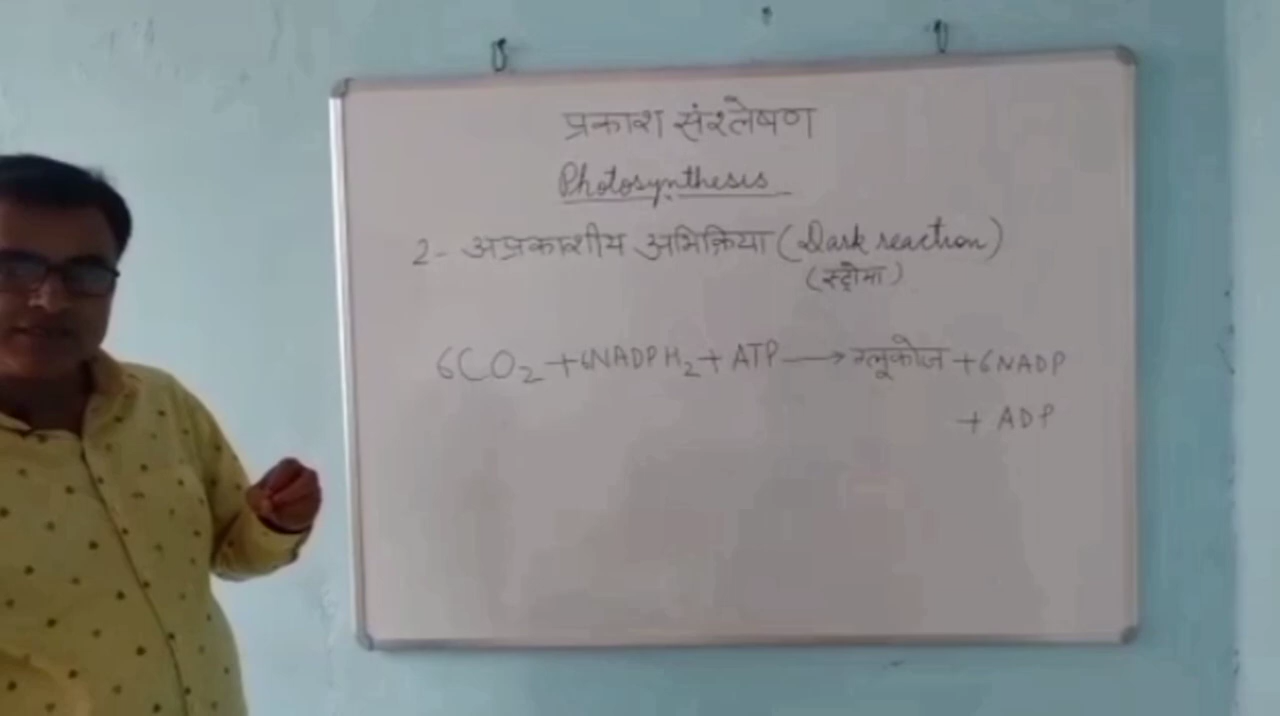 प्रकाश संश्लेषण
Photosynthesis
2- अप्रकाशीय अभिक्रिया (Dark reaction)
(स्ट्रोमा)
6CO₂ +6NADPH₂ + ATP ⟶ ग्लूकोज +6NADP
+ ADP